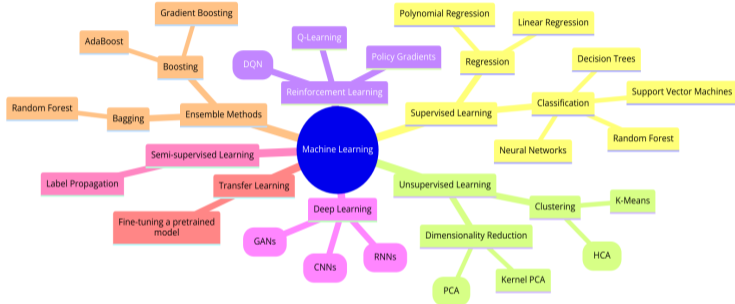 Gradient Boosting
Polynomial Regression
Linear Regression
AdaBoost
Q-Learning
Policy Gradients
Decision Trees
Boosting
DQN
Regression
Reinforcement Learning
Support Vector Machines
Random Forest
Bagging
Ensemble Methods
Supervised Learning
Classification
Random Forest
Neural Networks
Machine Learning
Semi-supervised Learning
Label Propagation
Transfer Learning
Unsupervised Learning
Clustering
K-Means
Fine-tuning a pretrained
model
Deep Learning
GANs
CNNs
RNNs
Dimensionality Reduction
HCA
PCA
Kernel PCA